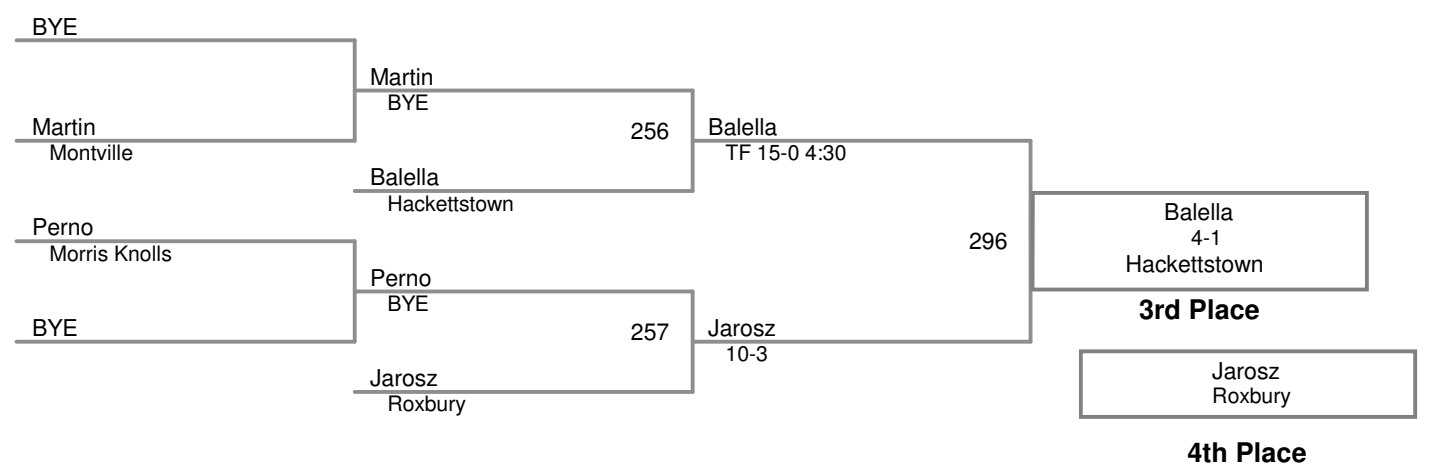 BYE
Martin
BYE
Martin
Montville
256
Balella
TF 15-0 4:30
Balella
Hackettstown
Perno
Morris Knolls
296
Balella
4-1
Hackettstown
3rd Place
Perno
BYE
BYE
257
Jarosz
10-3
Jarosz
Roxbury
Jarosz
Roxbury
4th Place